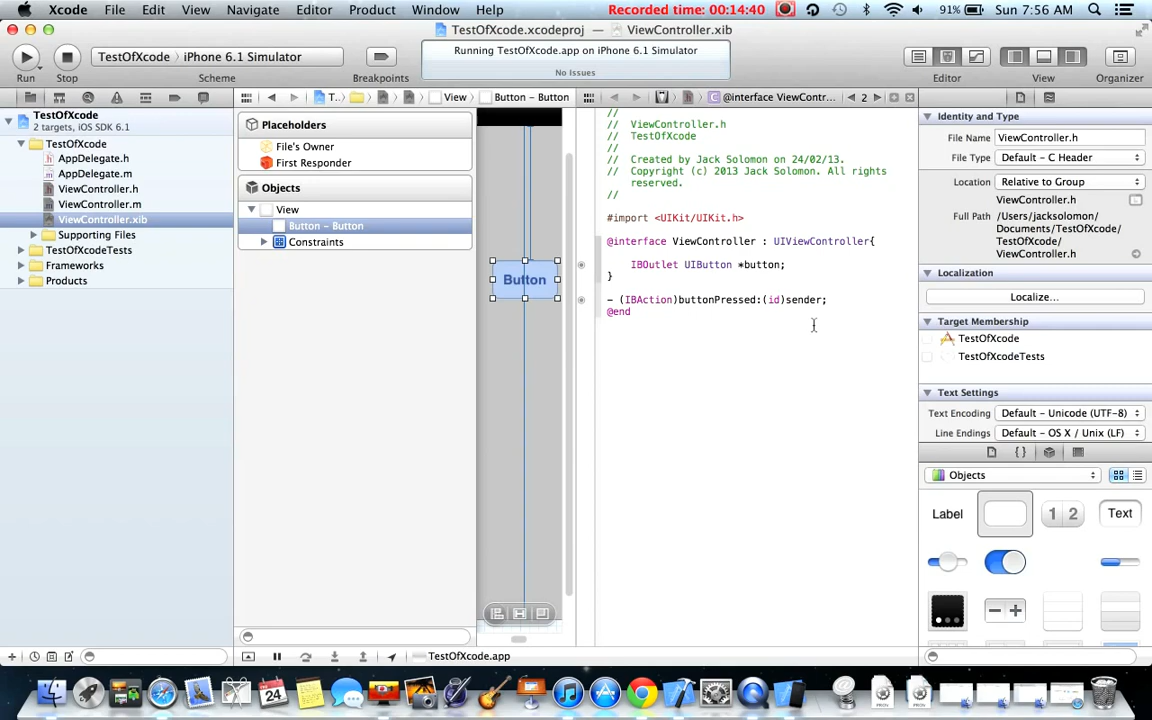 Xcode File Edit View Navigate Editor Product Window Help Recorded time: 00:14:40 91% Sun 7:56 AM
TestOfXcode.xcodeproj ViewController.xib
TestOfXcode iPhone 6.1 Simulator
Running TestOfXcode.app on iPhone 6.1 Simulator
No Issues
Run Stop Scheme Breakpoints Editor View Organizer
T... View Button - Button @interface ViewContr... 2
TestOfXcode
2 targets, iOS SDK 6.1
TestOfXcode
AppDelegate.h
AppDelegate.m
ViewController.h
ViewController.m
ViewController.xib
Supporting Files
TestOfXcodeTests
Frameworks
Products
Placeholders
File's Owner
First Responder
Objects
View
Button - Button
Constraints
Button
//
// ViewController.h
// TestOfXcode
//
// Created by Jack Solomon on 24/02/13.
// Copyright (c) 2013 Jack Solomon. All rights
reserved.
//
#import <UIKit/UIKit.h>
@interface ViewController : UIViewController{
IBOutlet UIButton *button;
}
- (IBAction)buttonPressed:(id)sender;
@end
Identity and Type
File Name ViewController.h
File Type Default - C Header
Location Relative to Group
ViewController.h
Full Path /Users/jacksolomon/
Documents/TestOfXcode/
TestOfXcode/
ViewController.h
Localization
Localize...
Target Membership
TestOfXcode
TestOfXcodeTests
Text Settings
Text Encoding Default - Unicode (UTF-8)
Line Endings Default - OS X / Unix (LF)
Objects
Label 1 2 Text
TestOfXcode.app
24